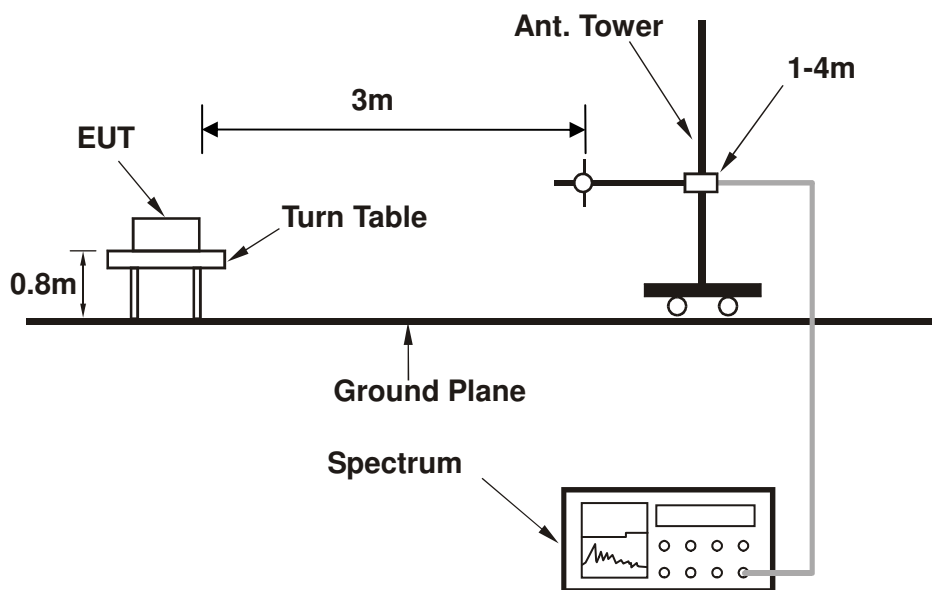 Ant. Tower
1-4m
3m
EUT
Turn Table
0.8m
Ground Plane
Spectrum